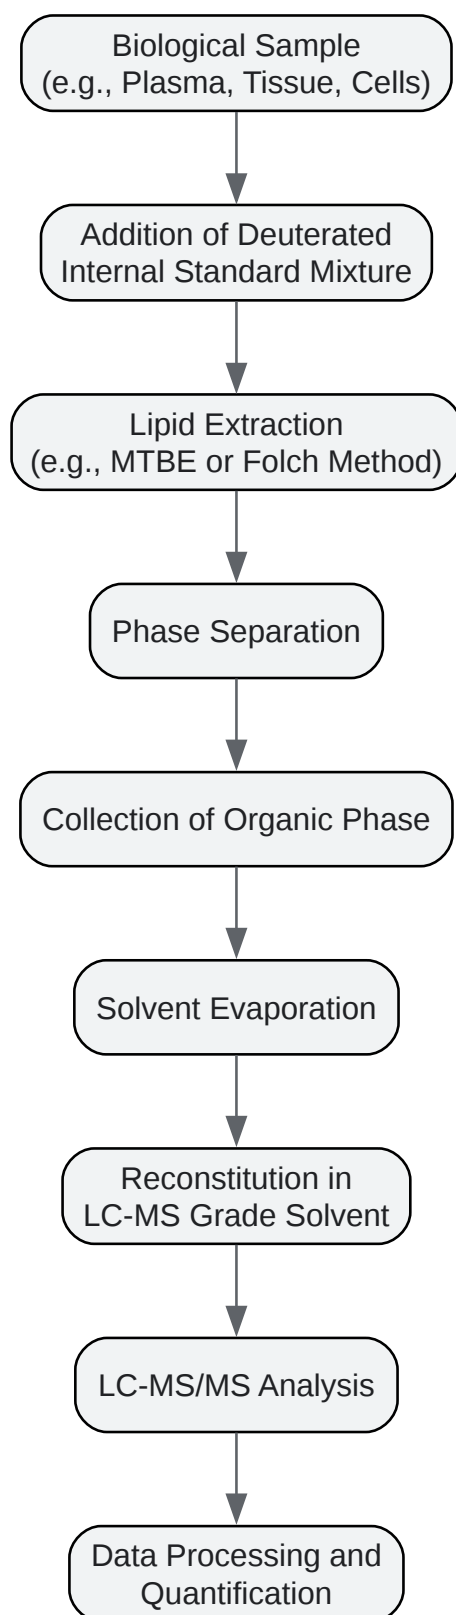 Biological Sample
(e.g., Plasma, Tissue, Cells)
Addition of Deuterated
Internal Standard Mixture
Lipid Extraction
(e.g., MTBE or Folch Method)
Phase Separation
Collection of Organic Phase
Solvent Evaporation
Reconstitution in
LC-MS Grade Solvent
LC-MS/MS Analysis
Data Processing and
Quantification